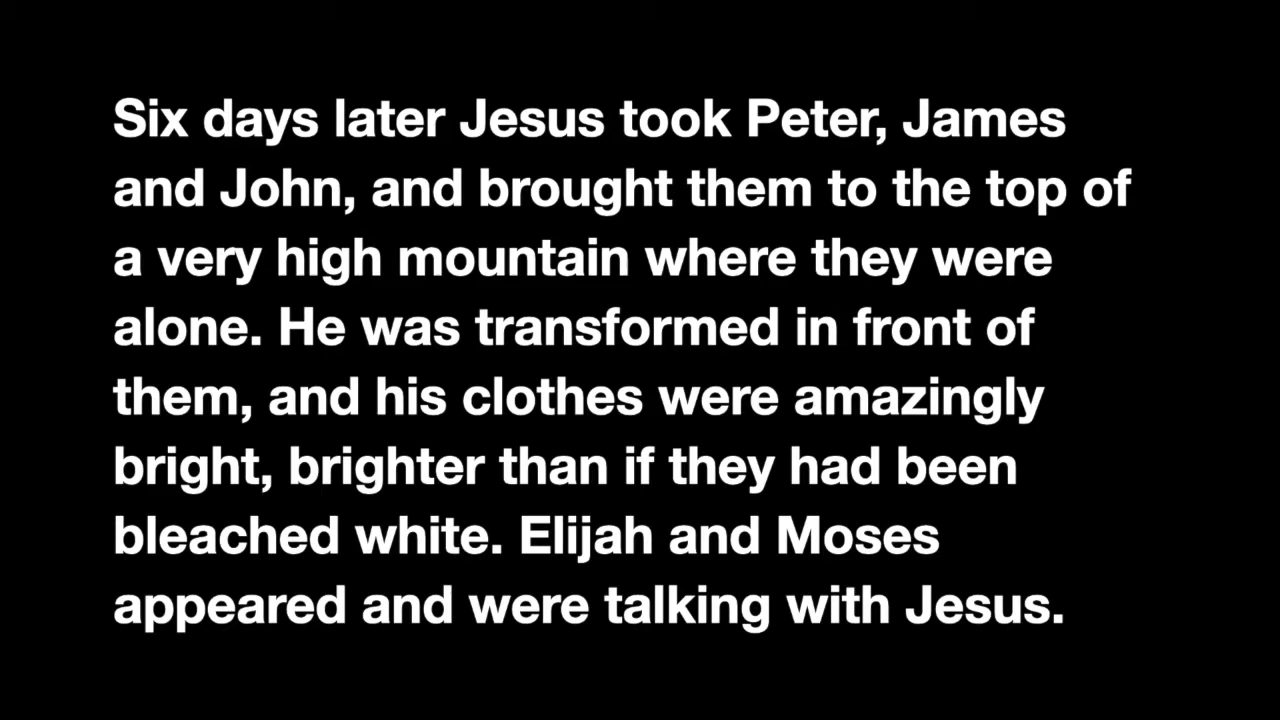 Six days later Jesus took Peter, James
and John, and brought them to the top of
a very high mountain where they were
alone. He was transformed in front of
them, and his clothes were amazingly
bright, brighter than if they had been
bleached white. Elijah and Moses
appeared and were talking with Jesus.